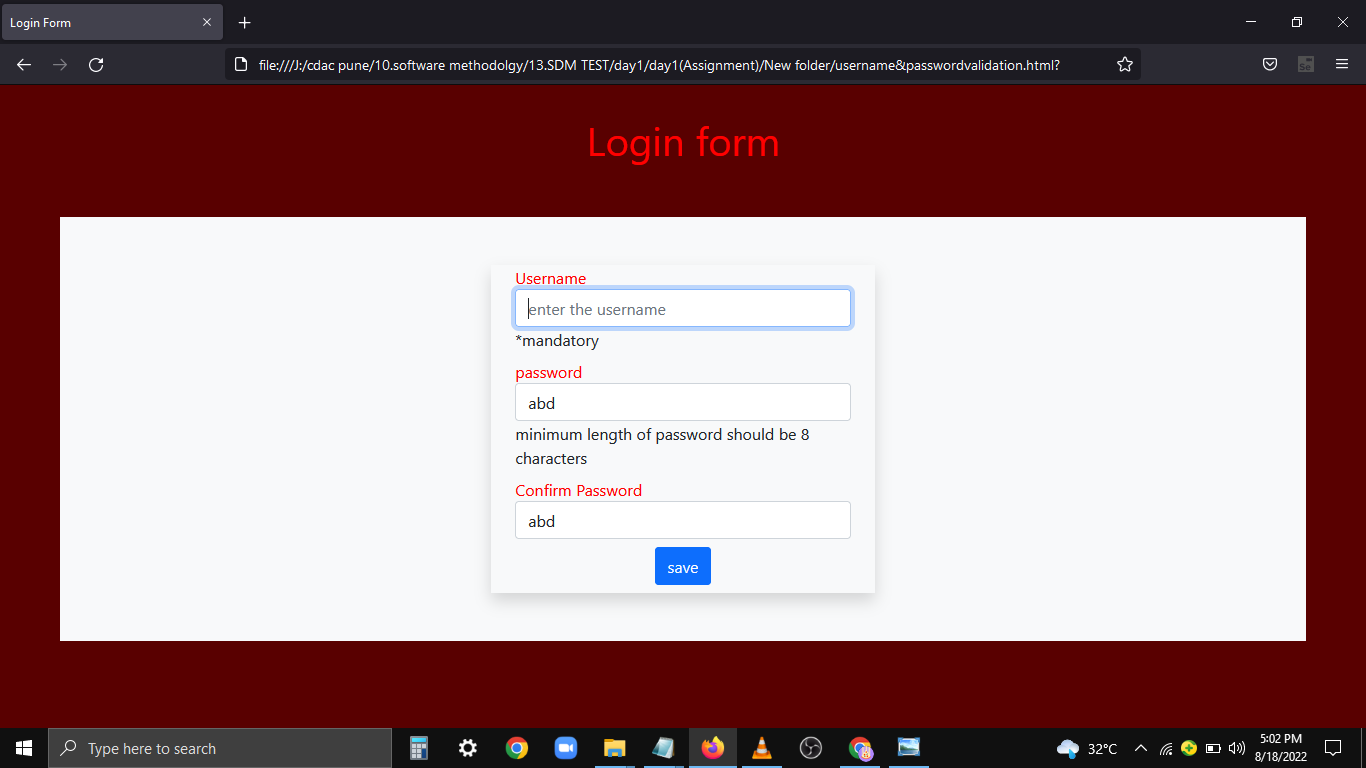 Login Form
file:///J:/cdac pune/10.software methodolgy/13.SDM TEST/day1/day1(Assignment)/New folder/username&passwordvalidation.html?
Se
Login form
Username
enter the username
*mandatory
password
abd
minimum length of password should be 8
characters
Confirm Password
abd
save
Type here to search
32°C
5:02 PM
8/18/2022